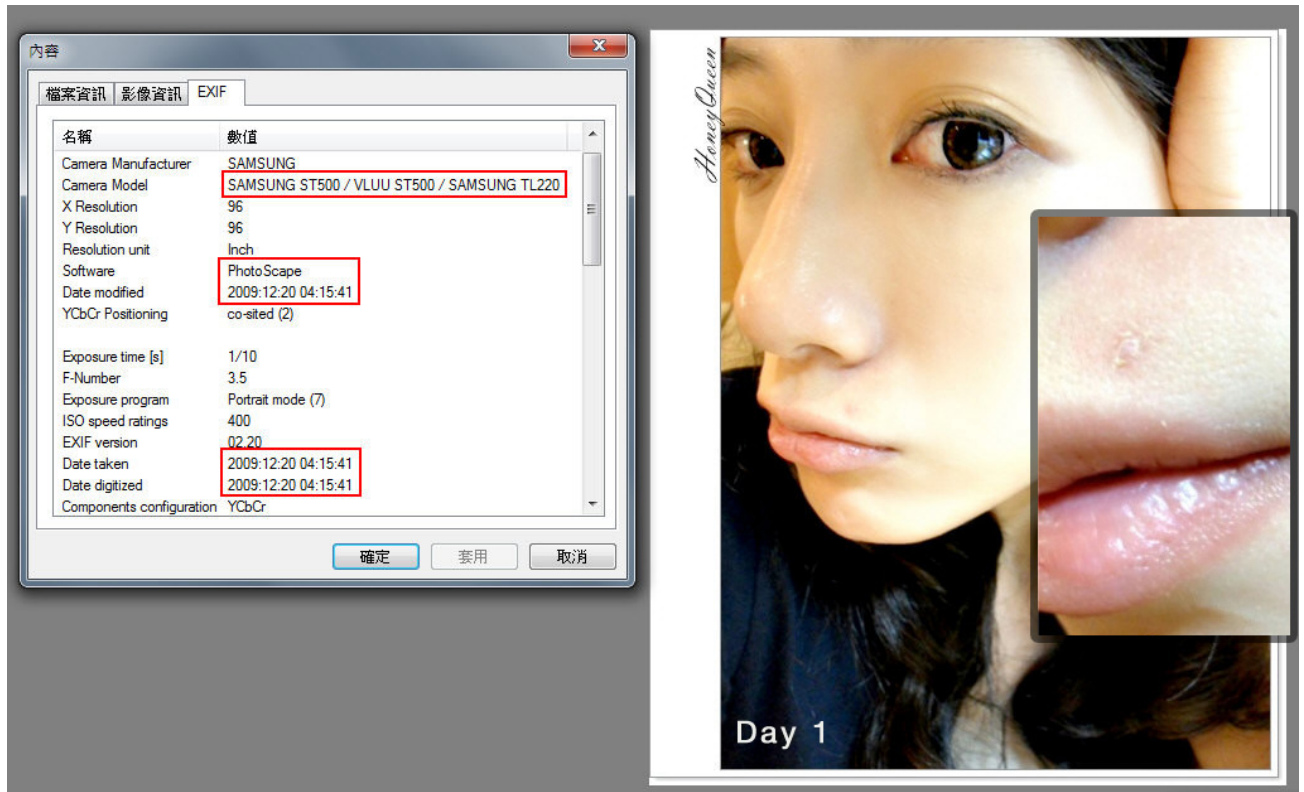 內容
檔案資訊 影像資訊 EXIF
名稱 數值
Camera Manufacturer SAMSUNG
Camera Model SAMSUNG ST500 / VLUU ST500 / SAMSUNG TL220
X Resolution 96
Y Resolution 96
Resolution unit Inch
Software PhotoScape
Date modified 2009:12:20 04:15:41
YCbCr Positioning co-sited (2)
Exposure time [s] 1/10
F-Number 3.5
Exposure program Portrait mode (7)
ISO speed ratings 400
EXIF version 02.20
Date taken 2009:12:20 04:15:41
Date digitized 2009:12:20 04:15:41
Components configuration YCbCr
確定 套用 取消
HoneyQueen
Day 1